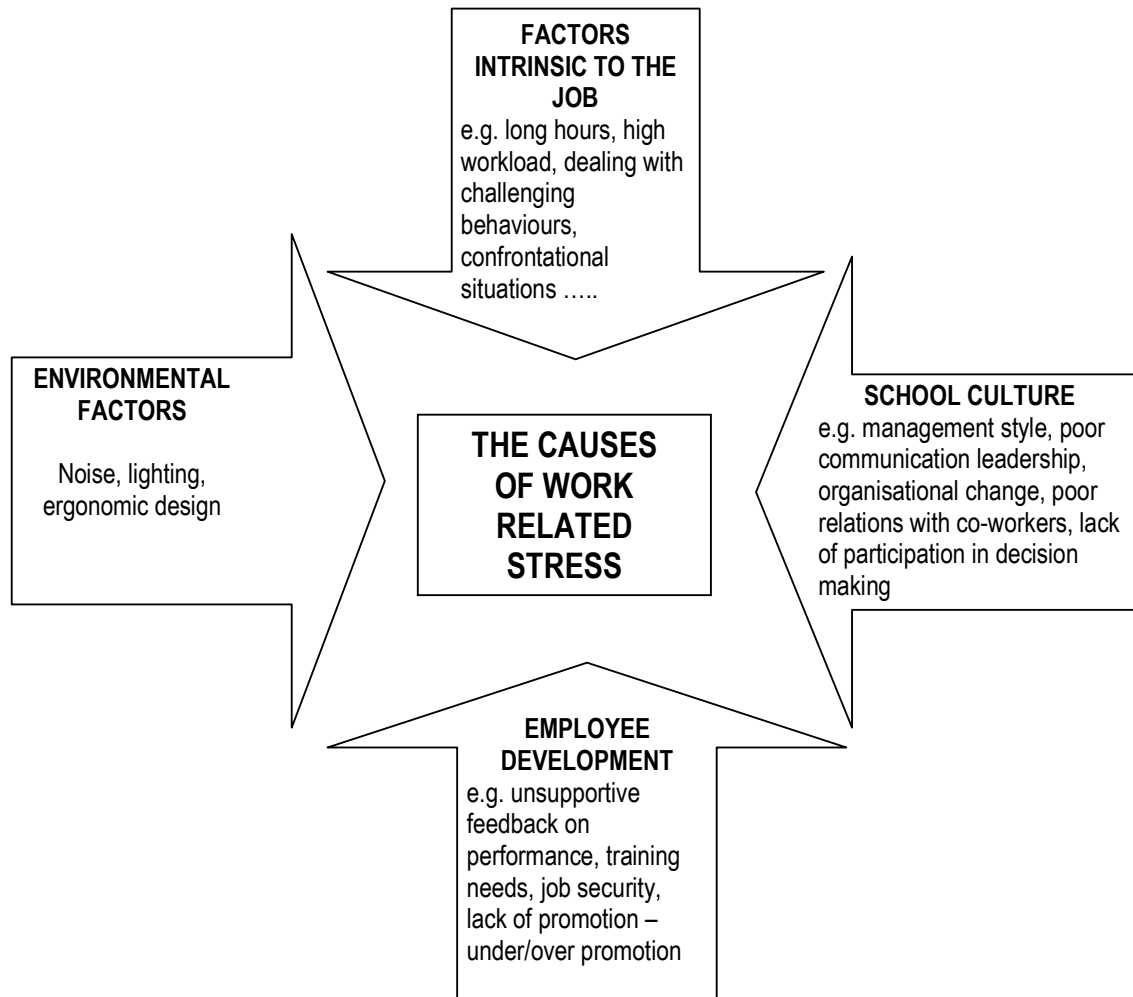 FACTORS
INTRINSIC TO THE
JOB
e.g. long hours, high
workload, dealing with
challenging
behaviours,
confrontational
situations …..
ENVIRONMENTAL
FACTORS
Noise, lighting,
ergonomic design
THE CAUSES
OF WORK
RELATED
STRESS
SCHOOL CULTURE
e.g. management style, poor
communication leadership,
organisational change, poor
relations with co-workers, lack
of participation in decision
making
EMPLOYEE
DEVELOPMENT
e.g. unsupportive
feedback on
performance, training
needs, job security,
lack of promotion –
under/over promotion